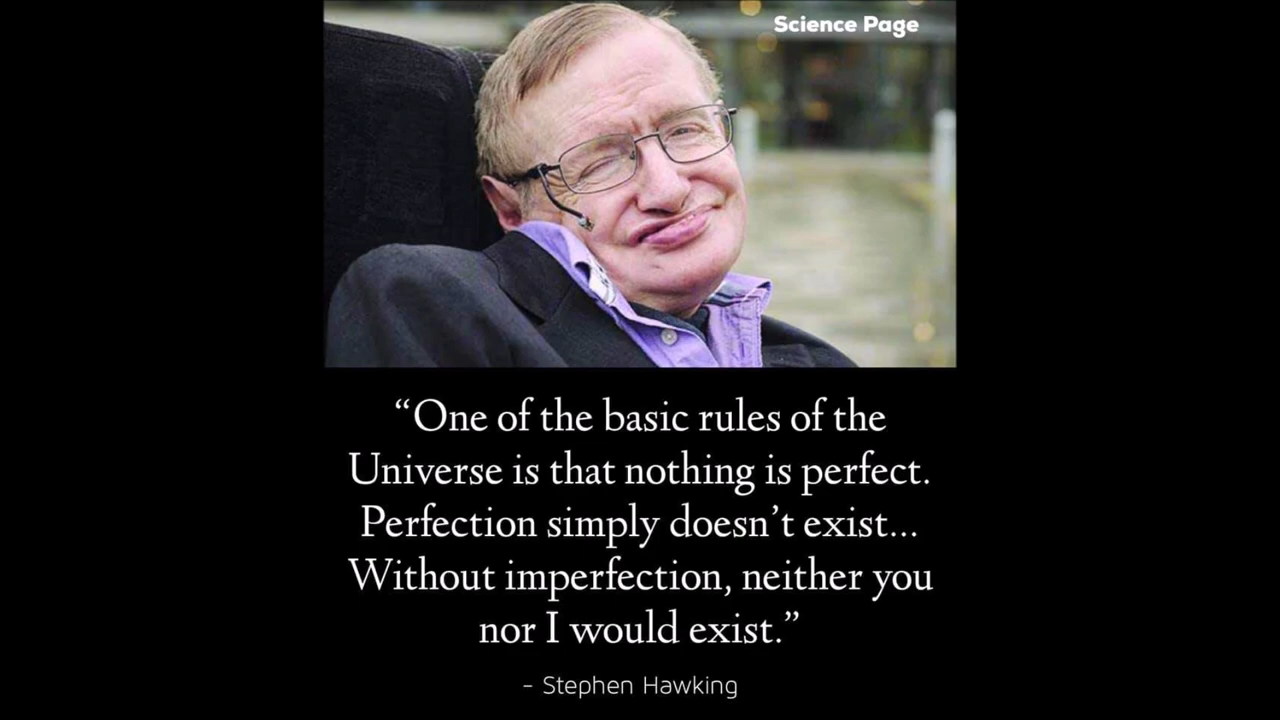 Science Page
“One of the basic rules of the
Universe is that nothing is perfect.
Perfection simply doesn’t exist...
Without imperfection, neither you
nor I would exist.”
- Stephen Hawking